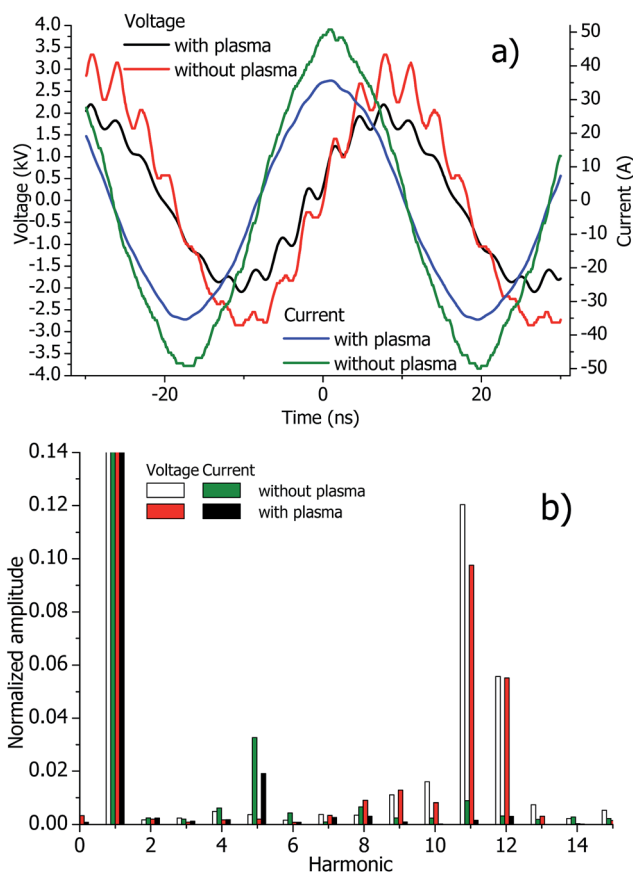 Voltage
with plasma
without plasma
a)
4.0
3.5
3.0
2.5
2.0
1.5
1.0
0.5
0.0
-0.5
-1.0
-1.5
-2.0
-2.5
-3.0
-3.5
-4.0
Voltage (kV)
50
40
30
20
10
0
-10
-20
-30
-40
-50
Current (A)
Current
with plasma
without plasma
-20
0
20
Time (ns)
Voltage Current
without plasma
with plasma
b)
0.14
0.12
0.10
0.08
0.06
0.04
0.02
0.00
Normalized amplitude
0
2
4
6
8
10
12
14
Harmonic